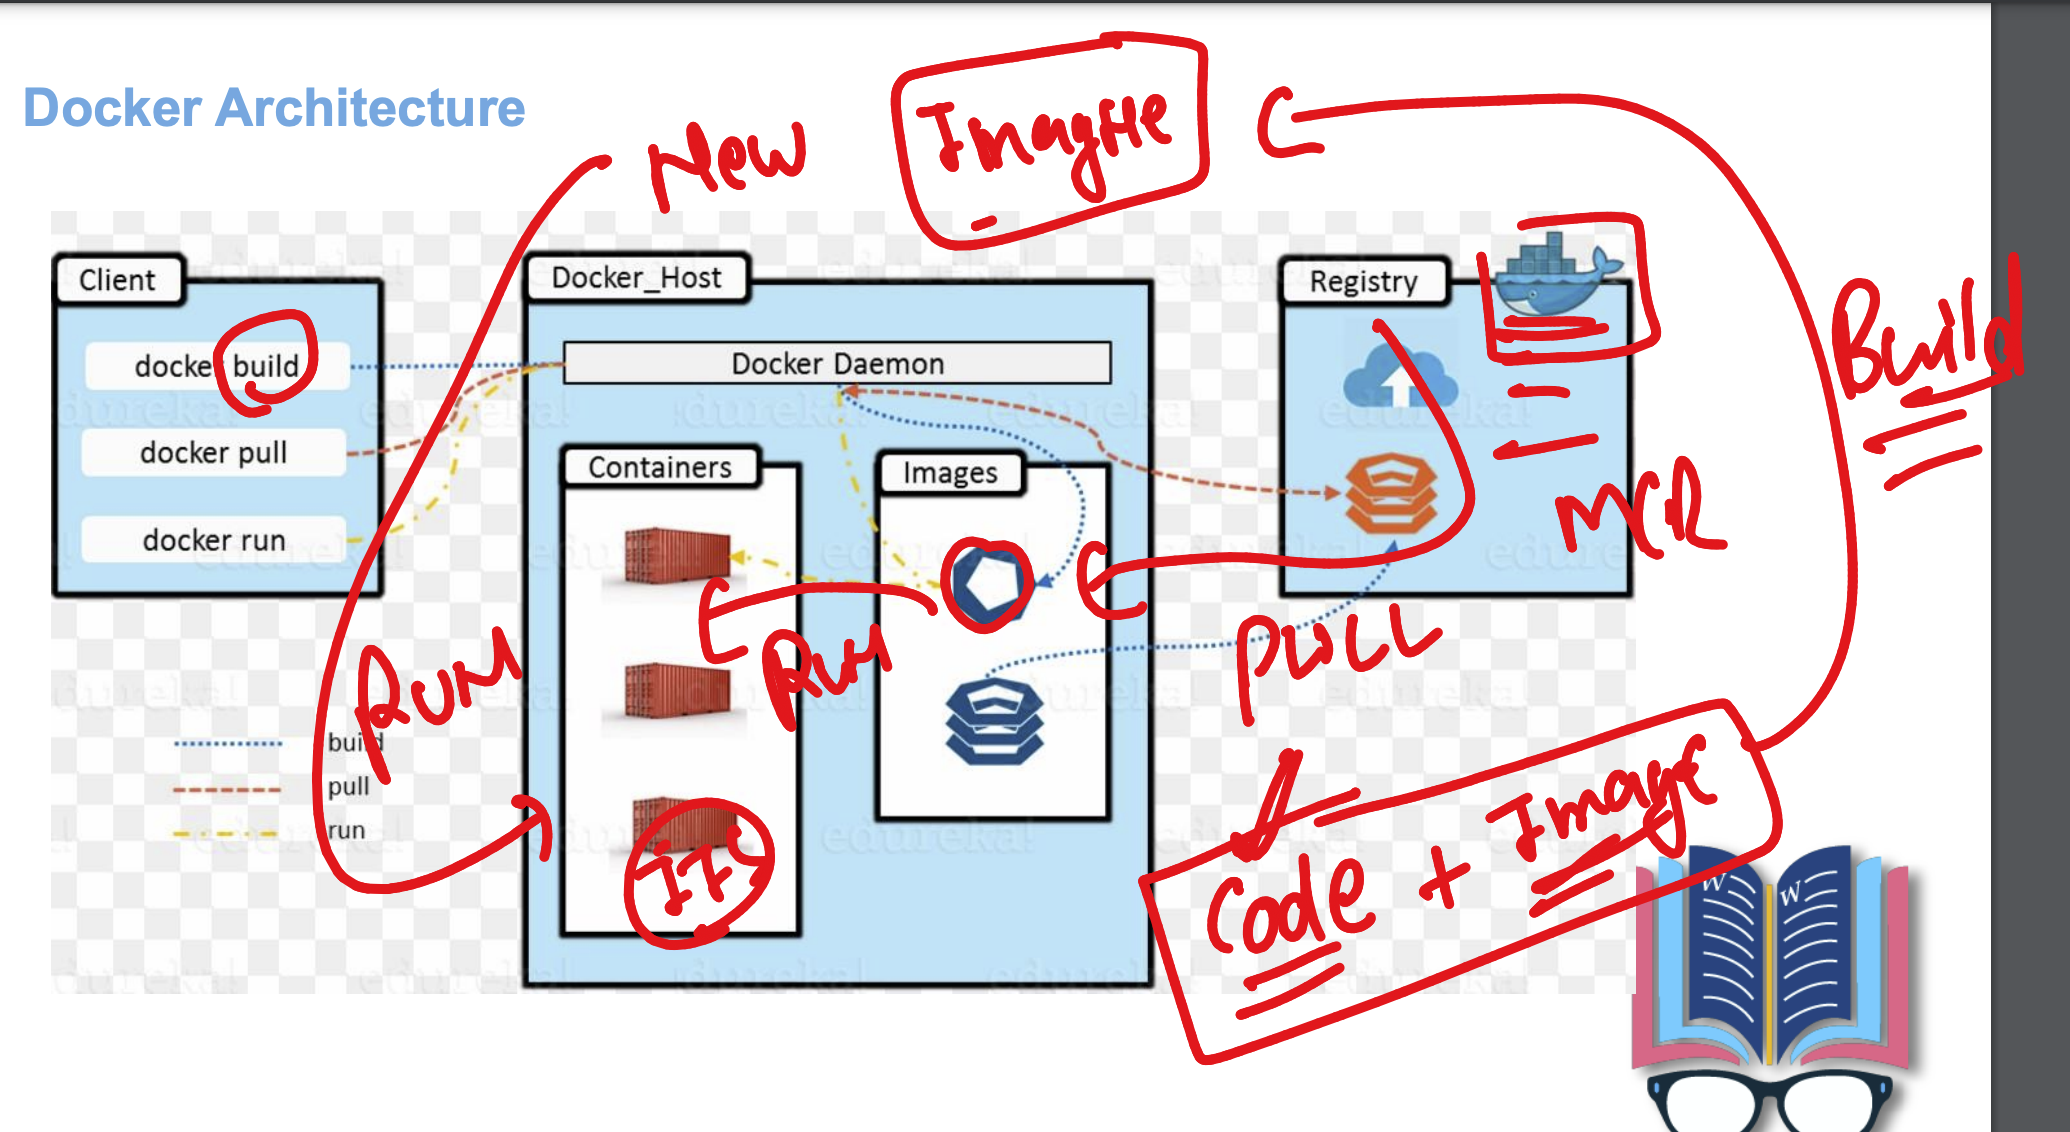 Docker Architecture
New
Image
Client
docker build
docker pull
docker run
Docker_Host
Docker Daemon
Containers
Images
Registry
Build
MCR
PULL
RUN
RUN
build
pull
run
Code + Image
W
W
edureka!